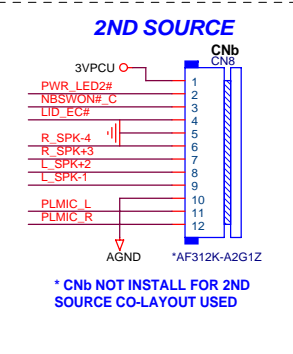 2ND SOURCE
CNb
CN8
3VPCU
1
PWR_LED2#
2
NBSWON#_C
3
LID_EC#
4
5
R_SPK-4
6
R_SPK+3
7
L_SPK+2
8
L_SPK-1
9
10
PLMIC_L
11
PLMIC_R
12
AGND
*AF312K-A2G1Z
* CNb NOT INSTALL FOR 2ND
SOURCE CO-LAYOUT USED